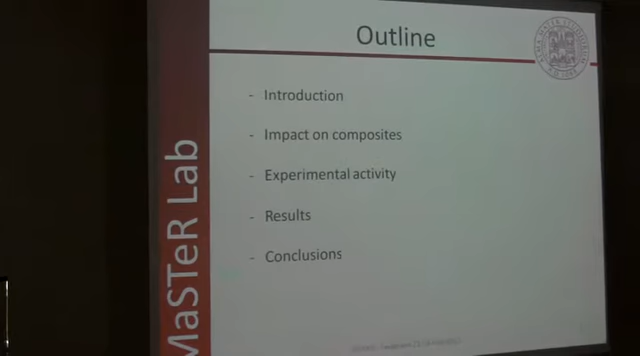 Outline
- Introduction
- Impact on composites
- Experimental activity
- Results
- Conclusions
MaSTeR Lab